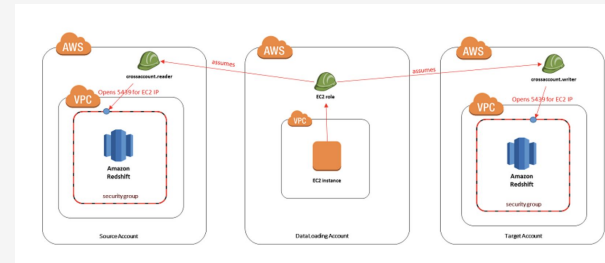 AWS
crossaccount.reader
assumes
Opens 5439 for EC2 IP
VPC
Amazon
Redshift
security group
Source Account
AWS
EC2 role
VPC
EC2 Instance
Data Loading Account
assumes
AWS
crossaccount.writer
Opens 5439 for EC2 IP
VPC
Amazon
Redshift
security group
Target Account